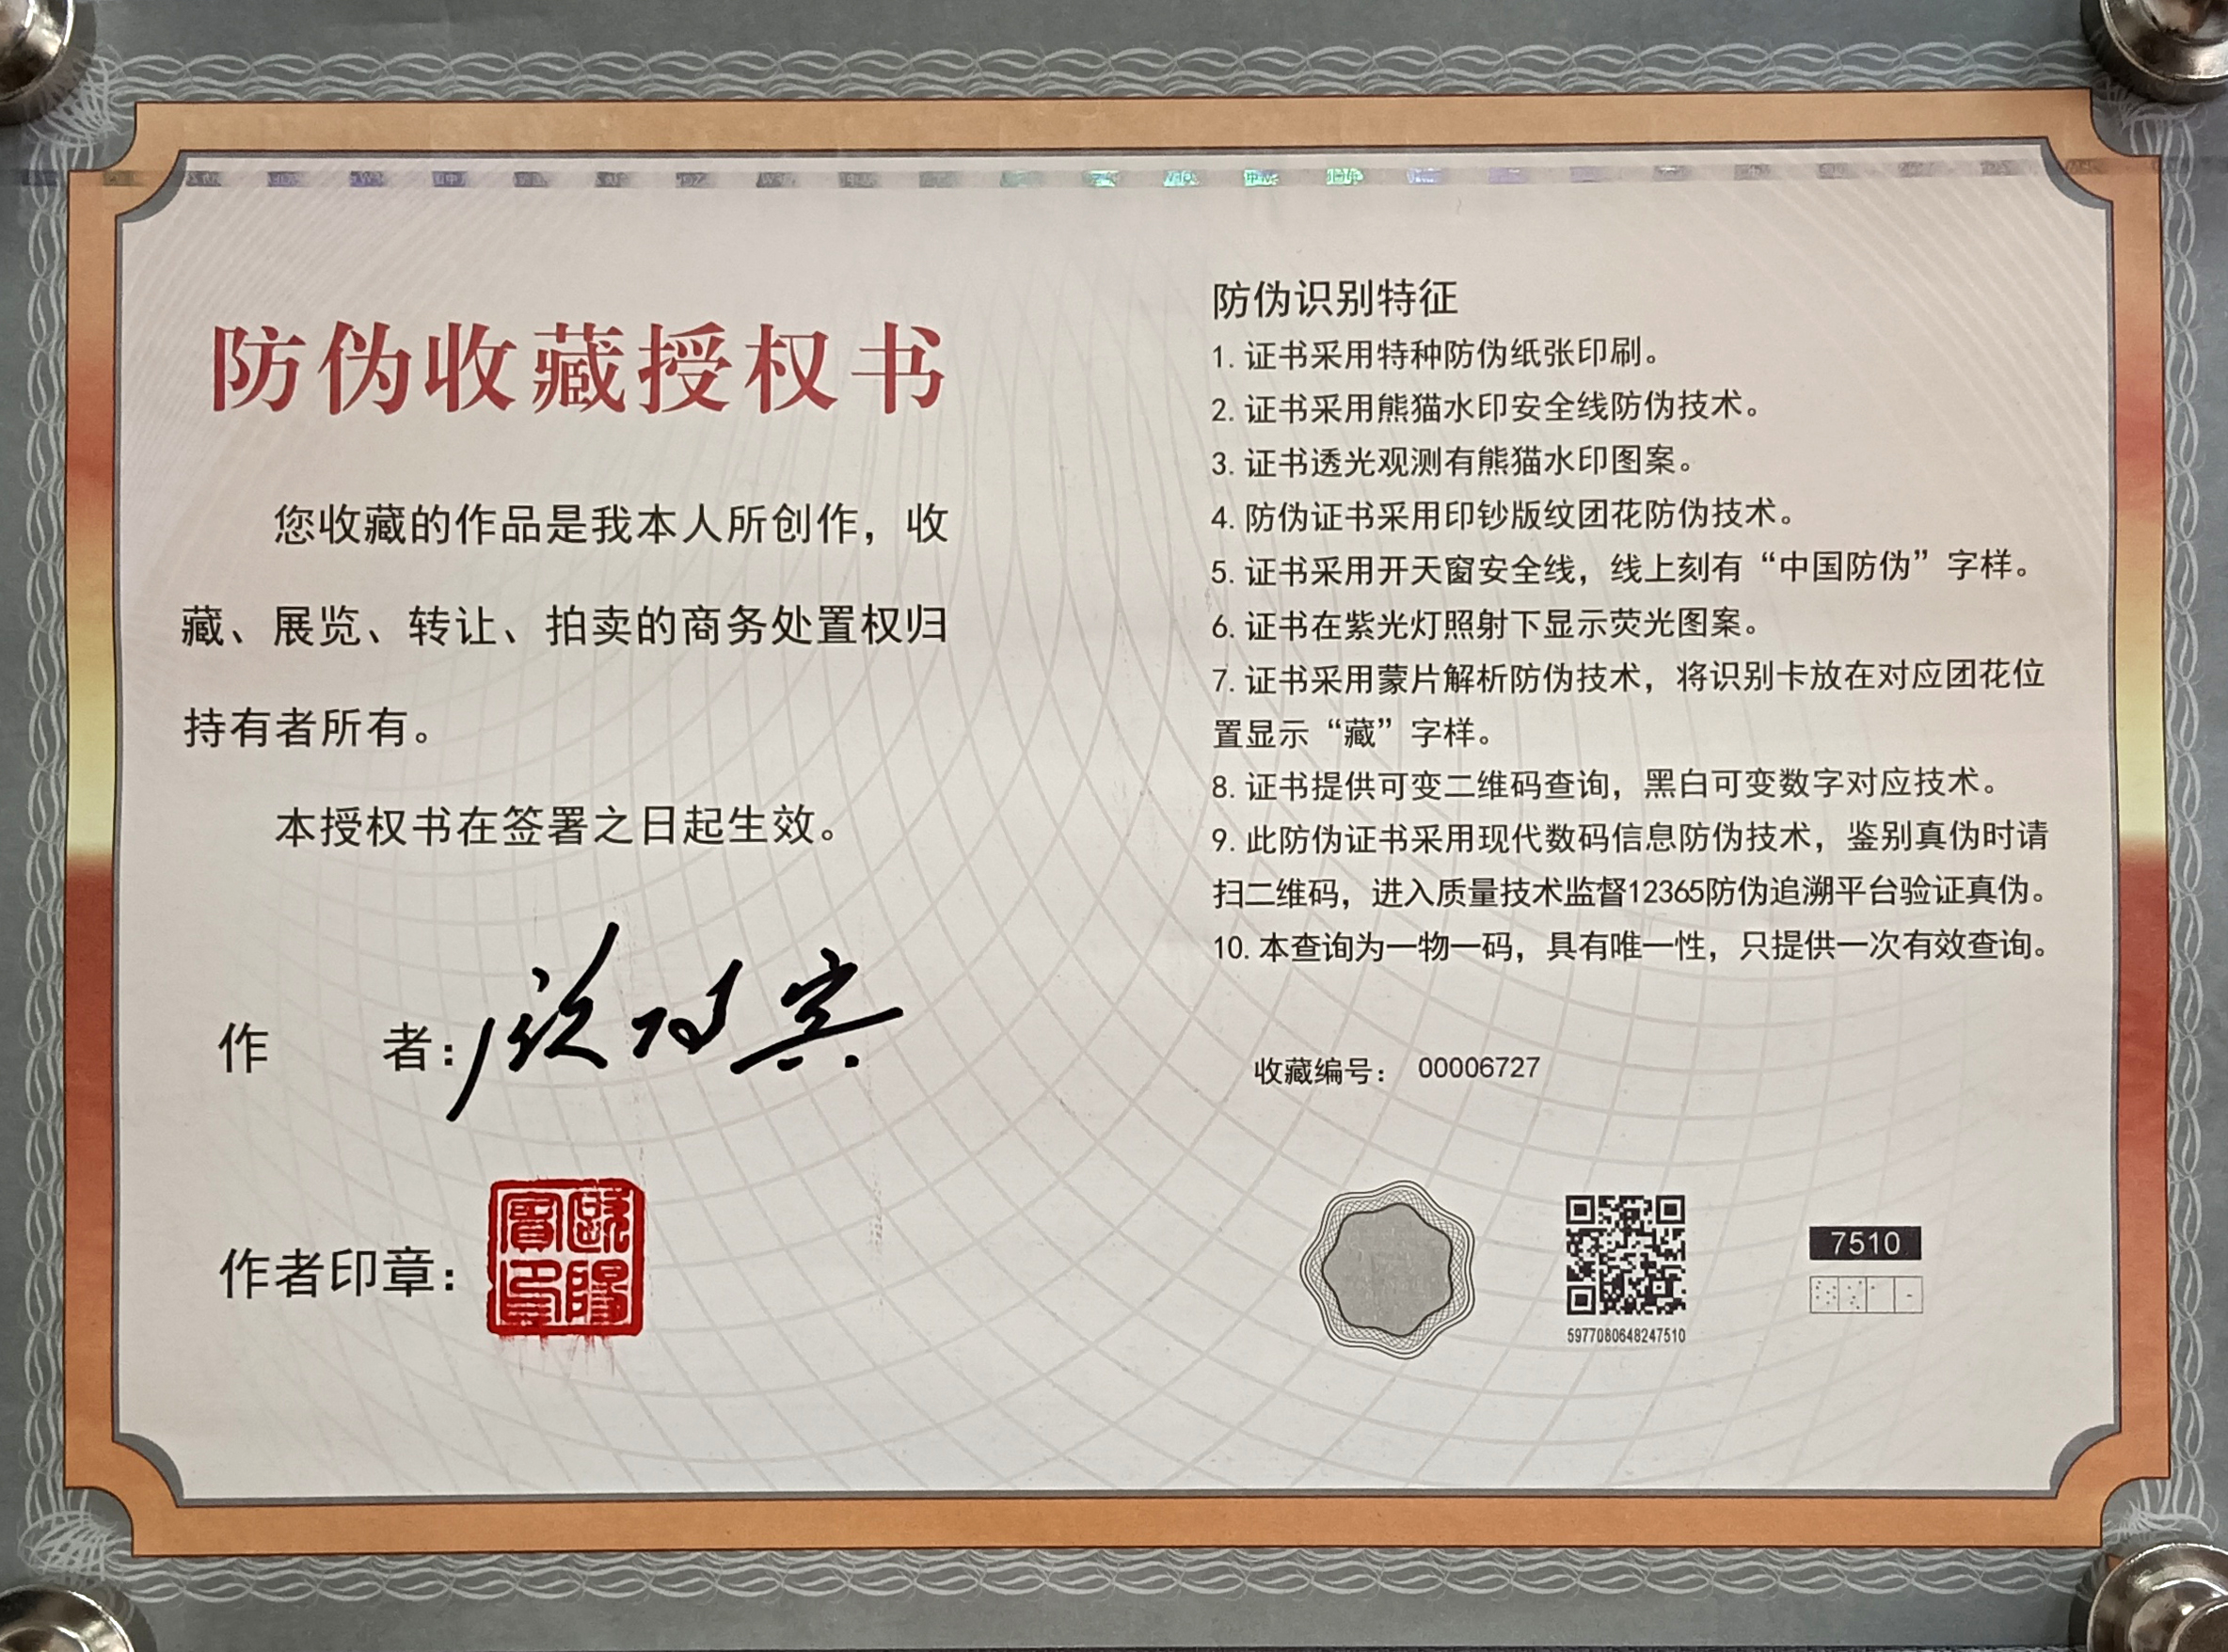 防伪收藏授权书
您收藏的作品是我本人所创作，收
藏、展览、转让、拍卖的商务处置权归
持有者所有。
本授权书在签署之日起生效。
作 者：
作者印章：
防伪识别特征
1. 证书采用特种防伪纸张印刷。
2. 证书采用熊猫水印安全线防伪技术。
3. 证书透光观测有熊猫水印图案。
4. 防伪证书采用印钞版纹团花防伪技术。
5. 证书采用开天窗安全线，线上刻有“中国防伪”字样。
6. 证书在紫光灯照射下显示荧光图案。
7. 证书采用蒙片解析防伪技术，将识别卡放在对应团花位
置显示“藏”字样。
8. 证书提供可变二维码查询，黑白可变数字对应技术。
9. 此防伪证书采用现代数码信息防伪技术，鉴别真伪时请
扫二维码，进入质量技术监督12365防伪追溯平台验证真伪。
10. 本查询为一物一码，具有唯一性，只提供一次有效查询。
收藏编号： 00006727
5977080648247510
7510